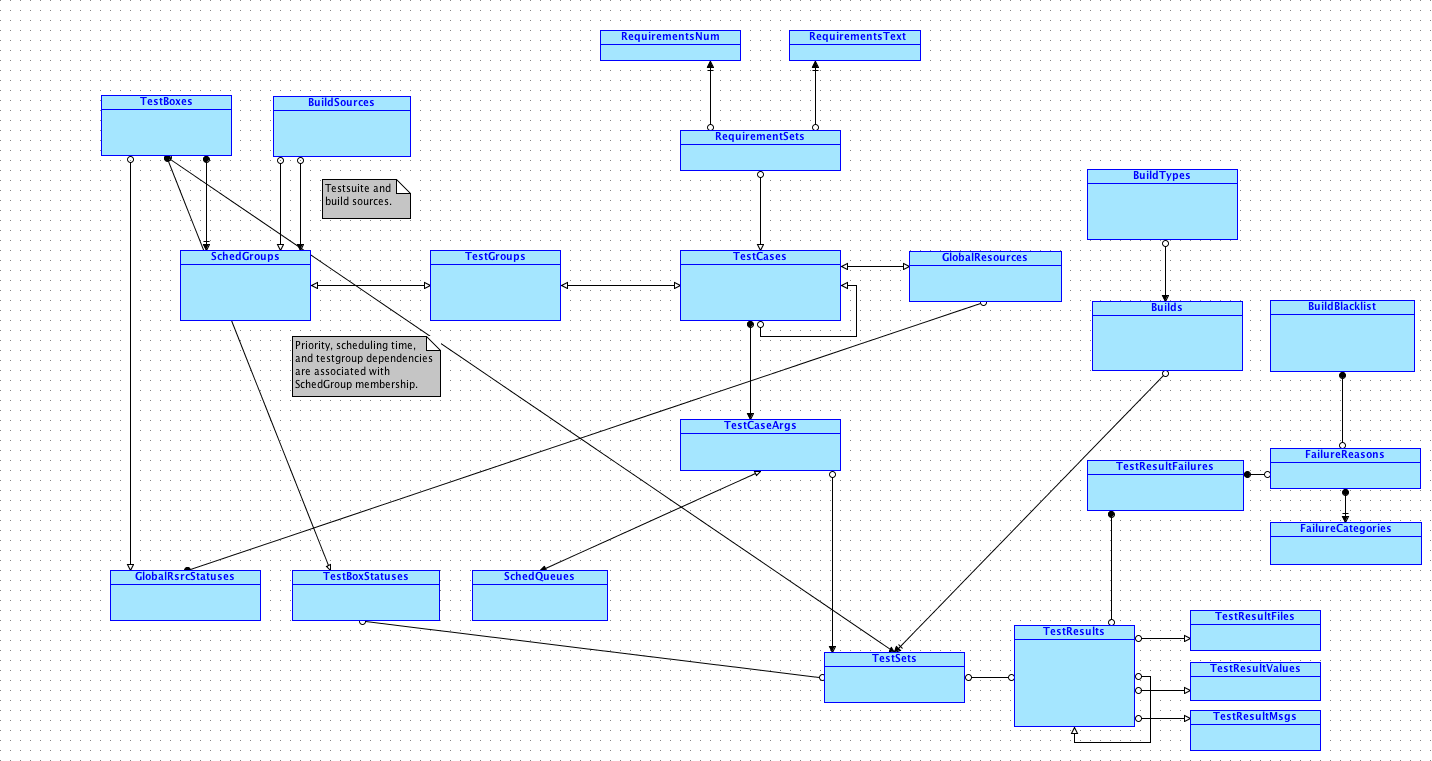 RequirementsNum
RequirementsText
TestBoxes
BuildSources
RequirementSets
Testsuite and
build sources.
BuildTypes
SchedGroups
TestGroups
TestCases
GlobalResources
Builds
BuildBlacklist
Priority, scheduling time,
and testgroup dependencies
are associated with
SchedGroup membership.
TestCaseArgs
FailureReasons
TestResultFailures
FailureCategories
GlobalRsrcStatuses
TestBoxStatuses
SchedQueues
TestResultFiles
TestResults
TestSets
TestResultValues
TestResultMsgs